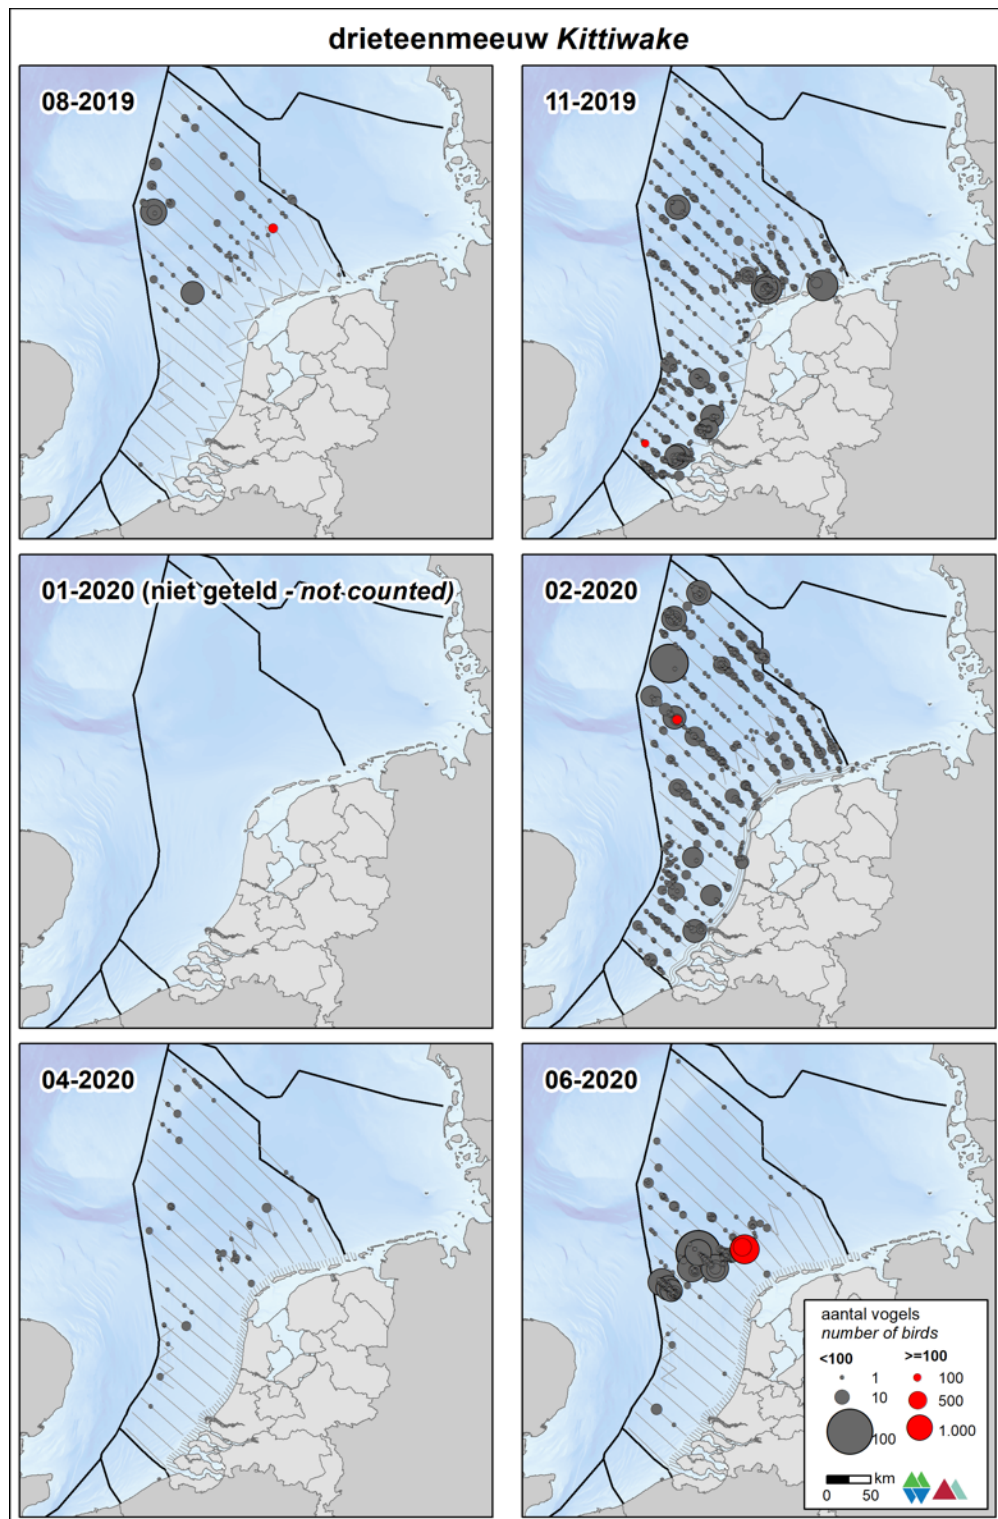 drieteenmeeuw Kittiwake
08-2019
11-2019
01-2020 (niet geteld - not counted)
02-2020
04-2020
06-2020
aantal vogels
number of birds
<100 >=100
1 100
10 500
100 1.000
km
0 50